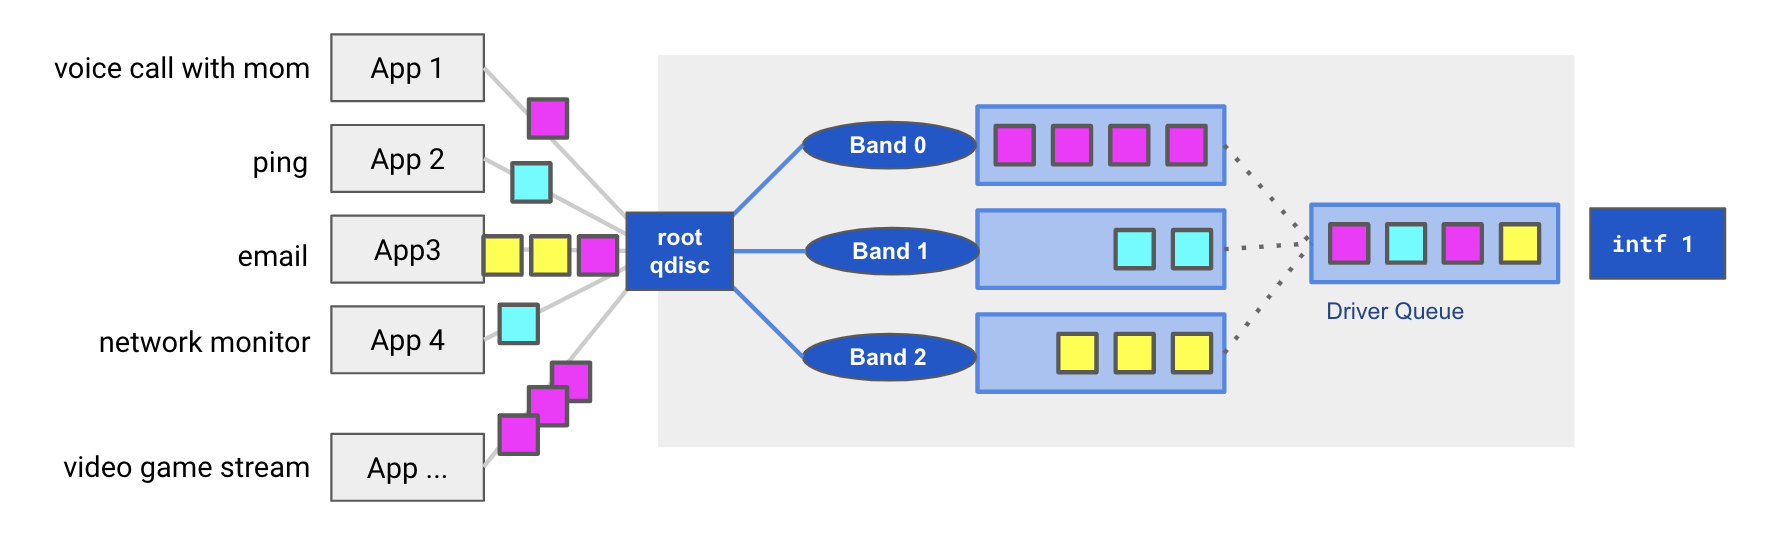 voice call with mom
App 1
ping
App 2
email
App3
network monitor
App 4
video game stream
App ...
root
qdisc
Band 0
Band 1
Band 2
Driver Queue
intf 1